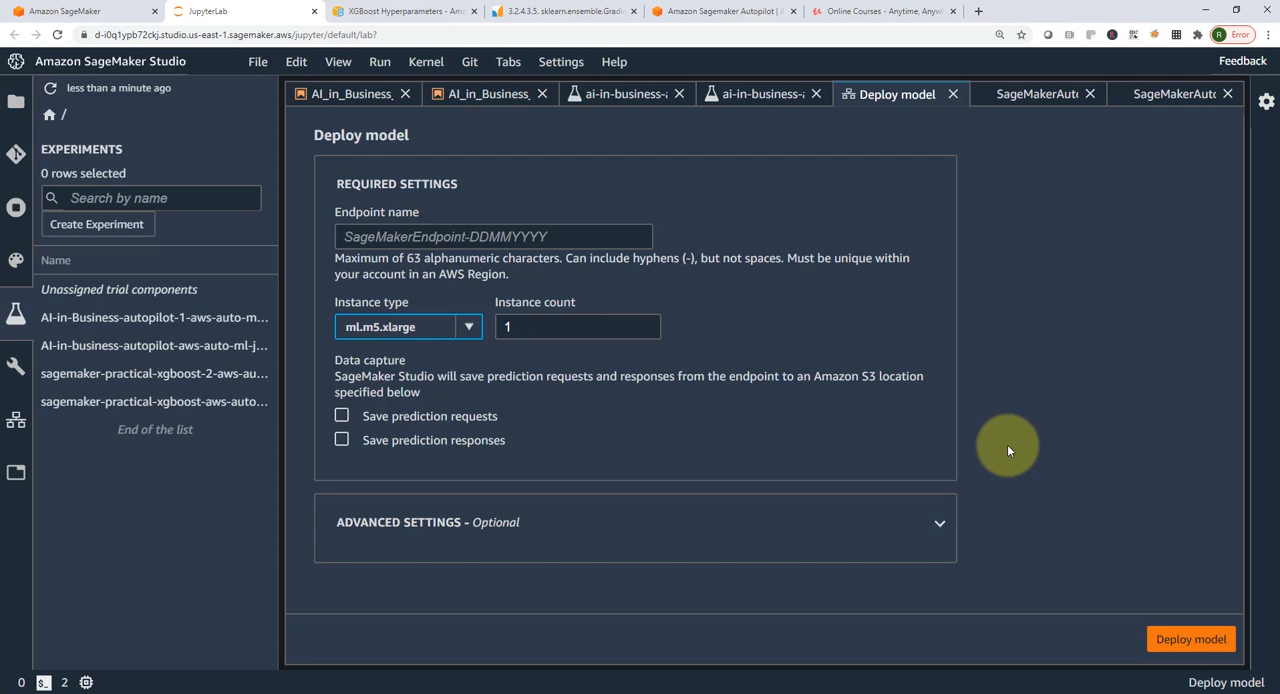 Amazon SageMaker
JupyterLab
XGBoost Hyperparameters - Am
3.2.4.3.5. sklearn.ensemble.Gradi
Amazon Sagemaker Autopilot | A
Online Courses - Anytime, Anywh
d-i0q1ypb72ckj.studio.us-east-1.sagemaker.aws/jupyter/default/lab?
R Error
Amazon SageMaker Studio
File
Edit
View
Run
Kernel
Git
Tabs
Settings
Help
Feedback
less than a minute ago
/
EXPERIMENTS
0 rows selected
Search by name
Create Experiment
Name
Unassigned trial components
AI-in-Business-autopilot-1-aws-auto-m...
AI-in-business-autopilot-aws-auto-ml-j...
sagemaker-practical-xgboost-2-aws-au...
sagemaker-practical-xgboost-aws-auto...
End of the list
AI_in_Business_
AI_in_Business_
ai-in-business-a
ai-in-business-a
Deploy model
SageMakerAuto
SageMakerAuto
Deploy model
REQUIRED SETTINGS
Endpoint name
SageMakerEndpoint-DDMMYYYY
Maximum of 63 alphanumeric characters. Can include hyphens (-), but not spaces. Must be unique within
your account in an AWS Region.
Instance type
Instance count
ml.m5.xlarge
1
Data capture
SageMaker Studio will save prediction requests and responses from the endpoint to an Amazon S3 location
specified below
Save prediction requests
Save prediction responses
ADVANCED SETTINGS - Optional
Deploy model
0
2
Deploy model